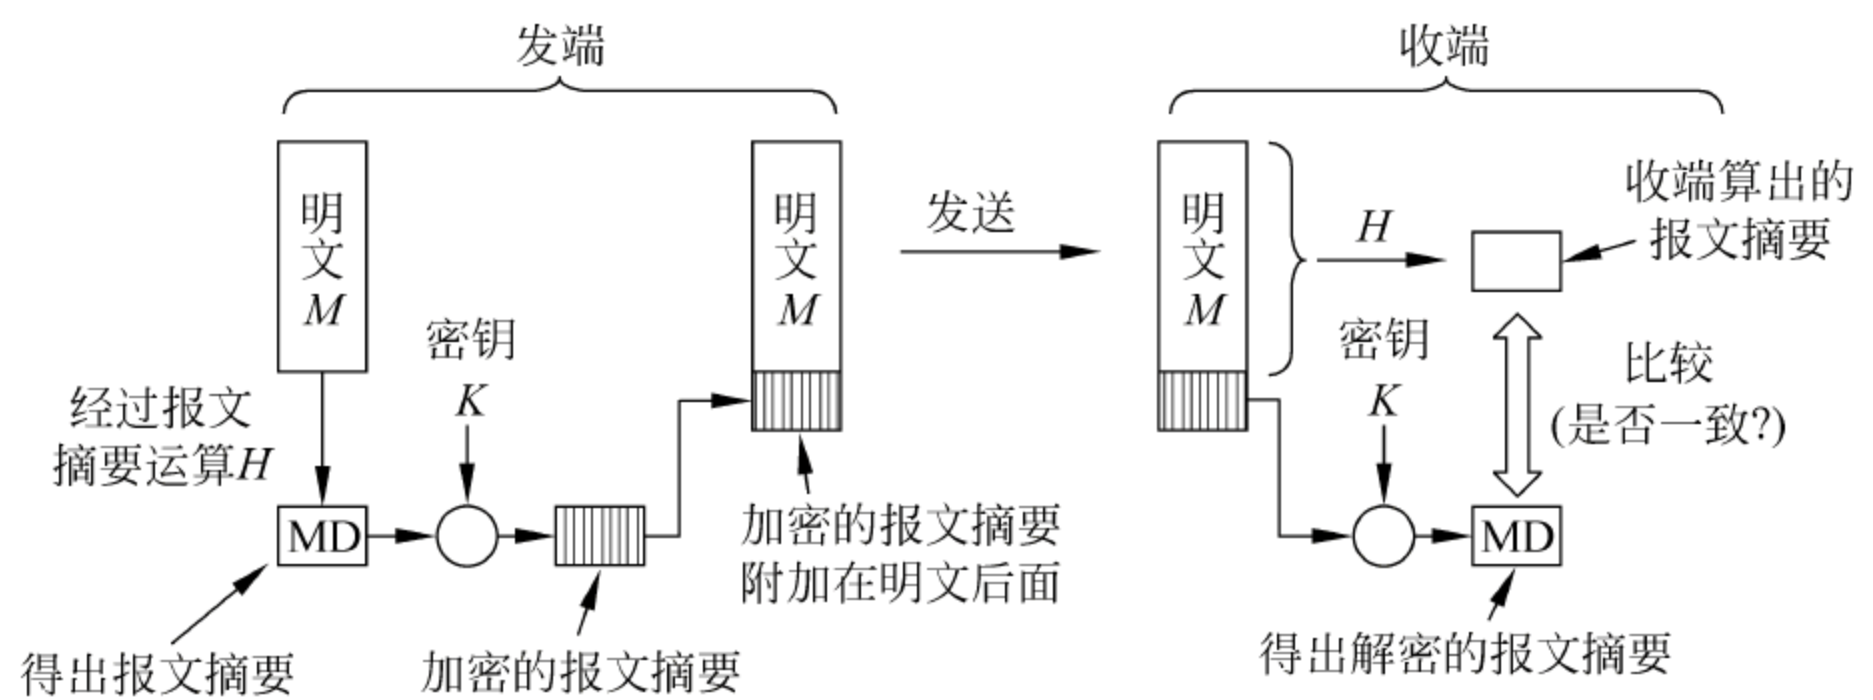 发端
收端
明
文
M
经过报文
摘要运算H
MD
得出报文摘要
密钥
K
加密的报文摘要
明
文
M
加密的报文摘要
附加在明文后面
发送
明
文
M
H
收端算出的
报文摘要
密钥
K
比较
(是否一致?)
MD
得出解密的报文摘要